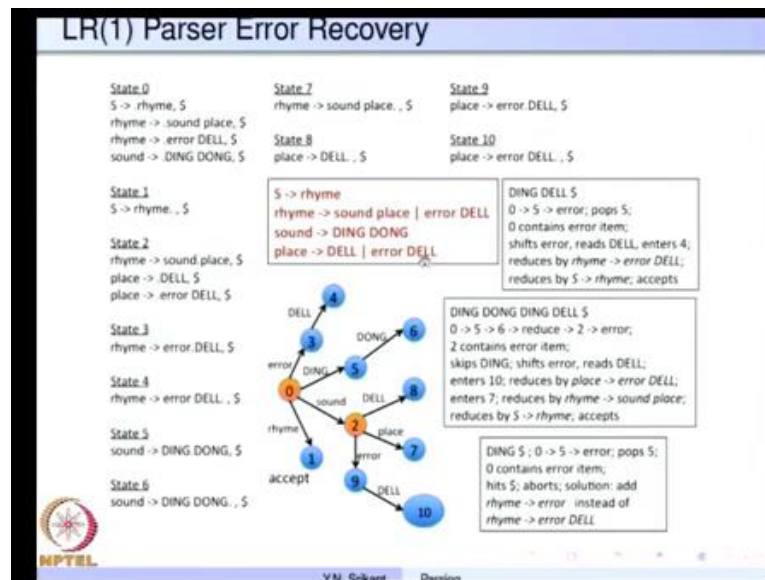 LR(1) Parser Error Recovery
State 0
S -> .rhyme, $
rhyme -> .sound place, $
rhyme -> .error DELL, $
sound -> .DING DONG, $
State 1
S -> rhyme. , $
State 2
rhyme -> sound.place, $
place -> .DELL, $
place -> .error DELL, $
State 3
rhyme -> error.DELL, $
State 4
rhyme -> error DELL. , $
State 5
sound -> DING.DONG, $
State 6
sound -> DING DONG. , $
State 7
rhyme -> sound place. , $
State 8
place -> DELL. , $
State 9
place -> error.DELL, $
State 10
place -> error DELL. , $
S -> rhyme
rhyme -> sound place | error DELL
sound -> DING DONG
place -> DELL | error DELL
DING DELL $
0 -> 5 -> error; pops 5;
0 contains error item;
shifts error, reads DELL, enters 4;
reduces by rhyme -> error DELL;
reduces by S -> rhyme; accepts
DING DONG DING DELL $
0 -> 5 -> 6 -> reduce -> 2 -> error;
2 contains error item;
skips DING; shifts error, reads DELL;
enters 10; reduces by place -> error DELL;
enters 7; reduces by rhyme -> sound place;
reduces by S -> rhyme; accepts
DING $ ; 0 -> 5 -> error; pops 5;
0 contains error item;
hits $; aborts; solution: add
rhyme -> error instead of
rhyme -> error DELL
4
DELL
3
DONG
6
error
DING
5
0
sound
DELL
8
rhyme
2
place
7
1
error
accept
9
DELL
10
NPTEL
Y.N. Srikant Parsing